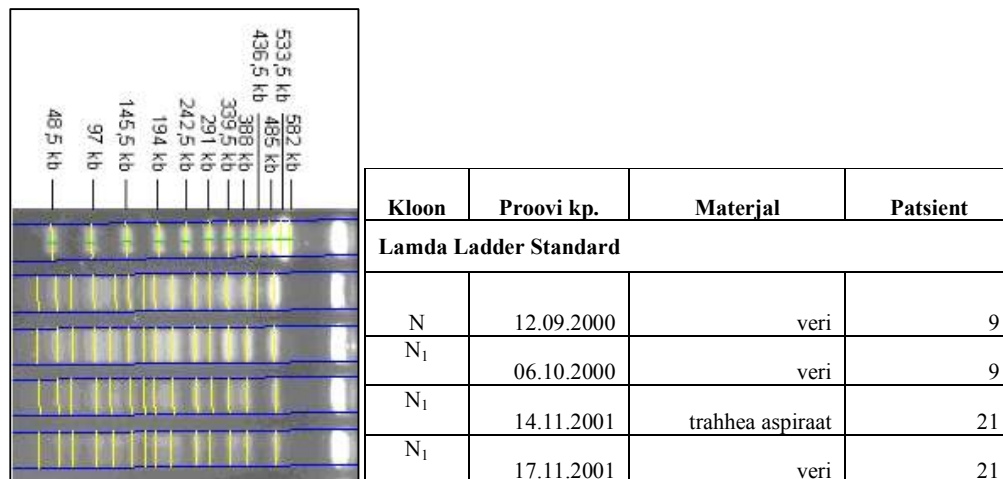 48,5 kb
97 kb
145,5 kb
194 kb
242,5 kb
291 kb
339,5 kb
388 kb
436,5 kb
485 kb
533,5 kb
582 kb
Kloon Proovi kp. Materjal Patsient
Lamda Ladder Standard
N 12.09.2000 veri 9
N₁ 06.10.2000 veri 9
N₁ 14.11.2001 trahhea aspiraat 21
N₁ 17.11.2001 veri 21